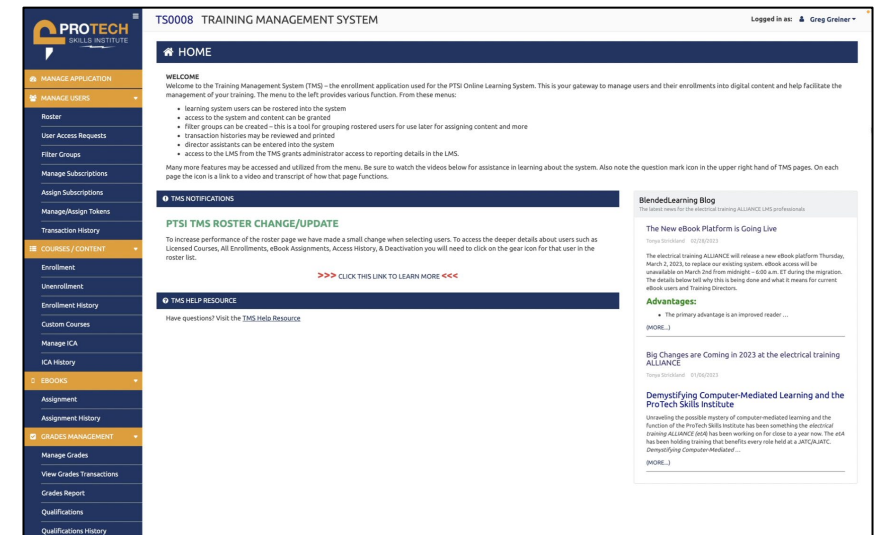 PROTECH
SKILLS INSTITUTE
MANAGE APPLICATION
MANAGE USERS
Roster
User Access Requests
Filter Groups
Manage Subscriptions
Assign Subscriptions
Manage/Assign Tokens
Transaction History
COURSES / CONTENT
Enrollment
Unenrollment
Enrollment History
Custom Courses
Manage ICA
ICA History
EBOOKS
Assignment
Assignment History
GRADES MANAGEMENT
Manage Grades
View Grades Transactions
Grades Report
Qualifications
Qualifications History
TS0008 TRAINING MANAGEMENT SYSTEM
Logged in as: Greg Greiner
HOME
WELCOME
Welcome to the Training Management System (TMS) – the enrollment application used for the PTSI Online Learning System. This is your gateway to manage users and their enrollments into digital content and help facilitate the
management of your training. The menu to the left provides various function. From these menus:
• learning system users can be rostered into the system
• access to the system and content can be granted
• filter groups can be created – this is a tool for grouping rostered users for use later for assigning content and more
• transaction histories may be reviewed and printed
• director assistants can be entered into the system
• access to the LMS from the TMS grants administrator access to reporting details in the LMS.
Many more features may be accessed and utilized from the menu. Be sure to watch the videos below for assistance in learning about the system. Also note the question mark icon in the upper right hand of TMS pages. On each
page the icon is a link to a video and transcript of how that page functions.
TMS NOTIFICATIONS
PTSI TMS ROSTER CHANGE/UPDATE
To increase performance of the roster page we have made a small change when selecting users. To access the deeper details about users such as
Licensed Courses, All Enrollments, eBook Assignments, Access History, & Deactivation you will need to click on the gear icon for that user in the
roster list.
>>> CLICK THIS LINK TO LEARN MORE <<<
TMS HELP RESOURCE
Have questions? Visit the TMS Help Resource
BlendedLearning Blog
The latest news for the electrical training ALLIANCE LMS professionals
The New eBook Platform is Going Live
Tonya Strickland 02/28/2023
The electrical training ALLIANCE will release a new eBook platform Thursday,
March 2, 2023, to replace our existing system. eBook access will be
unavailable on March 2nd from midnight – 6:00 a.m. ET during the migration.
The details below tell why this is being done and what it means for current
eBook users and Training Directors.
Advantages:
• The primary advantage is an improved reader …
(MORE...)
Big Changes are Coming in 2023 at the electrical training
ALLIANCE
Tonya Strickland 01/06/2023
Demystifying Computer-Mediated Learning and the
ProTech Skills Institute
Unraveling the possible mystery of computer-mediated learning and the
function of the ProTech Skills Institute has been something the electrical
training ALLIANCE (etA) has been working on for close to a year now. The etA
has been holding training that benefits every role held at a JATC/AJATC.
Demystifying Computer-Mediated …
(MORE...)